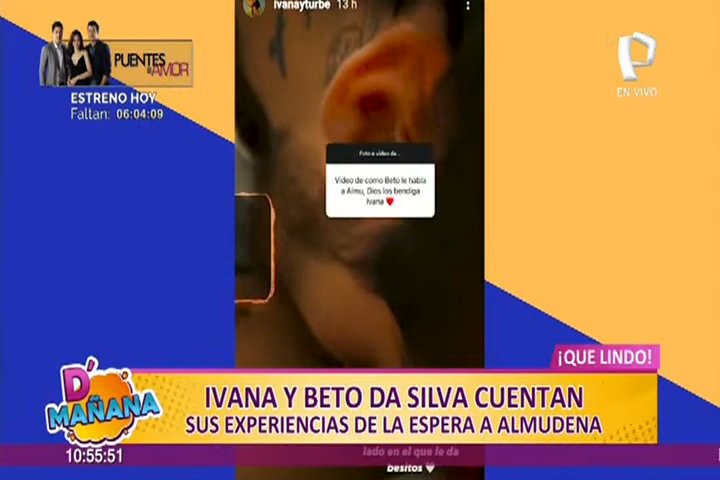 ivanayturbe 13 h
PUENTES
DE AMOR
ESTRENO HOY
Faltan: 06:04:09
P
EN VIVO
Foto o video de...
Video de como Beto le habla
a Almu, Dios los bendiga
Ivana ❤️
¡QUE LINDO!
D'
MAÑANA
IVANA Y BETO DA SILVA CUENTAN
SUS EXPERIENCIAS DE LA ESPERA A ALMUDENA
10:55:51
lado en el que le da
besitos